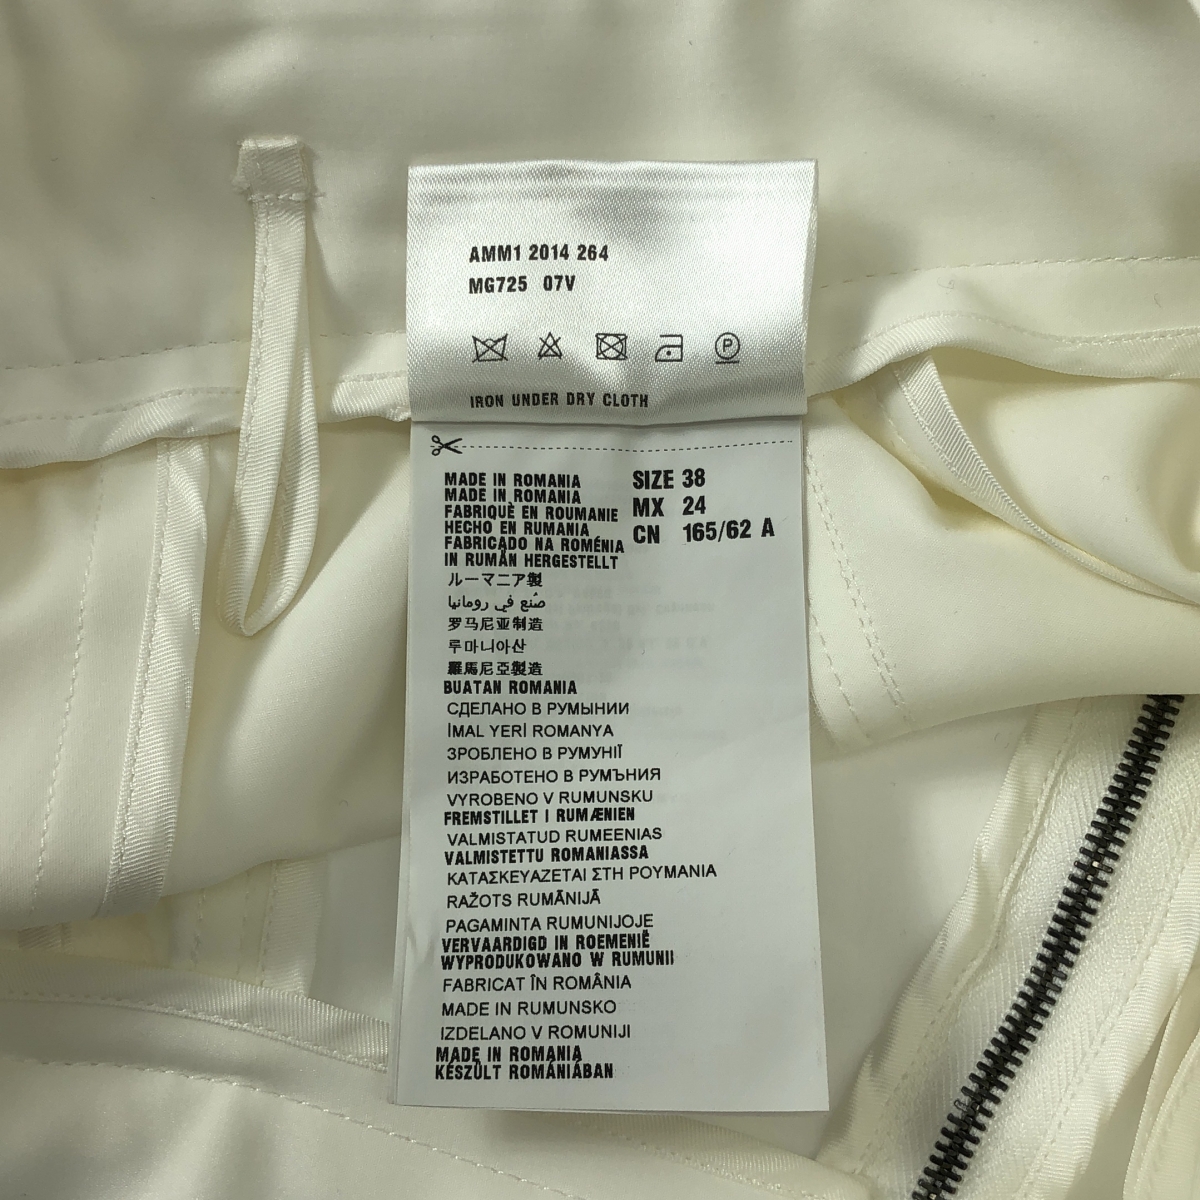 AMM1 2014 264
MG725 07V
P
IRON UNDER DRY CLOTH
MADE IN ROMANIA
MADE IN ROMANIA
FABRIQUÈ EN ROUMANIE
HECHO EN RUMANIA
FABRICADO NA ROMÉNIA
IN RUMÅN HERGESTELLT
SIZE 38
MX 24
CN 165/62 A
ルーマニア製
صُنع في رومانيا
罗马尼亚制造
루마니아산
羅馬尼亞製造
BUATAN ROMANIA
СДЕЛАНО В РУМЫНИИ
İMAL YERİ ROMANYA
ЗРОБЛЕНО В РУМУНІЇ
ИЗРАБОТЕНО В РУМЪНИЯ
VYROBENO V RUMUNSKU
FREMSTILLET I RUMÆNIEN
VALMISTATUD RUMEENIAS
VALMISTETTU ROMANIASSA
ΚΑΤΑΣΚΕΥΑΖΕΤΑΙ ΣΤΗ ΡΟΥΜΑΝΙΑ
RAŽOTS RUMĀNIJĀ
PAGAMINTA RUMUNIJOJE
VERVAARDIGD IN ROEMENIË
WYPRODUKOWANO W RUMUNII
FABRICAT ÎN ROMÂNIA
MADE IN RUMUNSKO
IZDELANO V ROMUNIJI
MADE IN ROMANIA
KÉSZÛLT ROMÁNIÁBAN